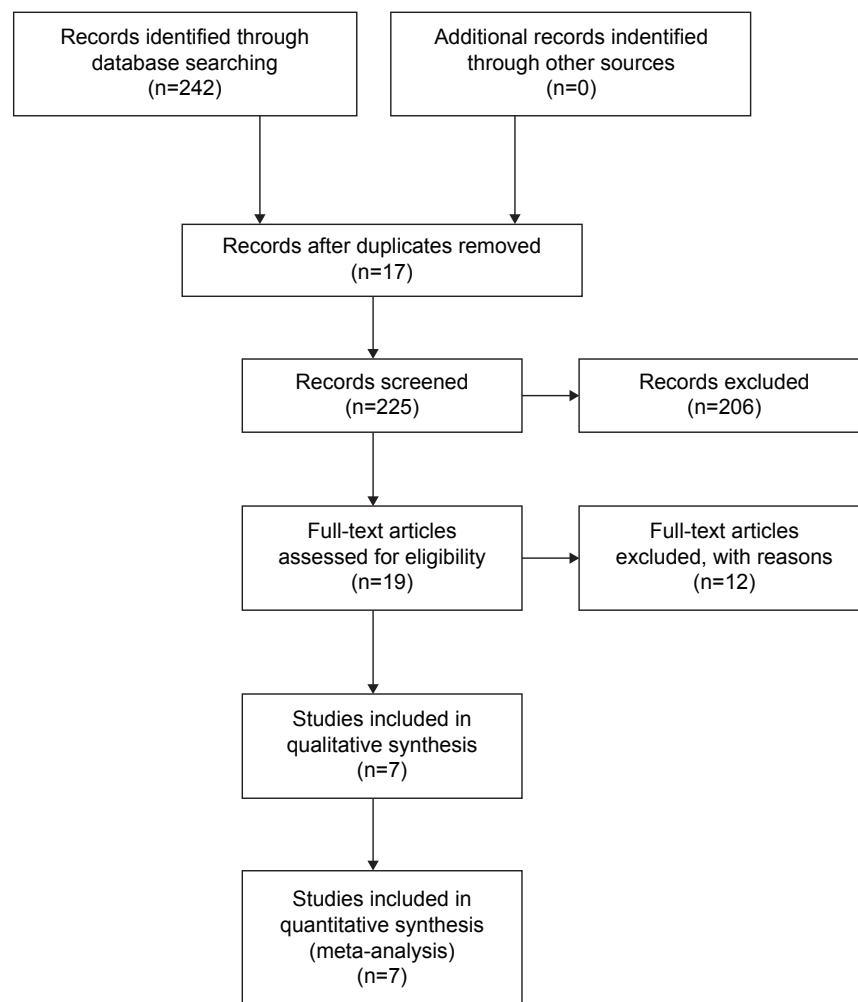 Records identified through
database searching
(n=242)
Additional records indentified
through other sources
(n=0)
Records after duplicates removed
(n=17)
Records screened
(n=225)
Records excluded
(n=206)
Full-text articles
assessed for eligibility
(n=19)
Full-text articles
excluded, with reasons
(n=12)
Studies included in
qualitative synthesis
(n=7)
Studies included in
quantitative synthesis
(meta-analysis)
(n=7)